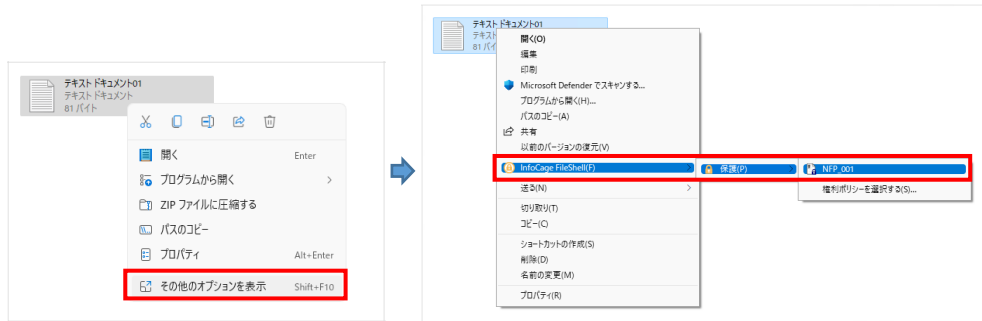 テキスト ドキュメント01
テキスト ドキュメント
81 バイト
開く Enter
プログラムから開く
ZIP ファイルに圧縮する
パスのコピー
プロパティ Alt+Enter
その他のオプションを表示 Shift+F10
テキスト ドキュメント01
テキスト
81 バイ
開く(O)
編集
印刷
Microsoft Defender でスキャンする...
プログラムから開く(H)...
パスのコピー(A)
共有
以前のバージョンの復元(V)
InfoCage FileShell(F) 保護(P) NFP_001
権利ポリシーを選択する(S)...
送る(N)
切り取り(T)
コピー(C)
ショートカットの作成(S)
削除(D)
名前の変更(M)
プロパティ(R)